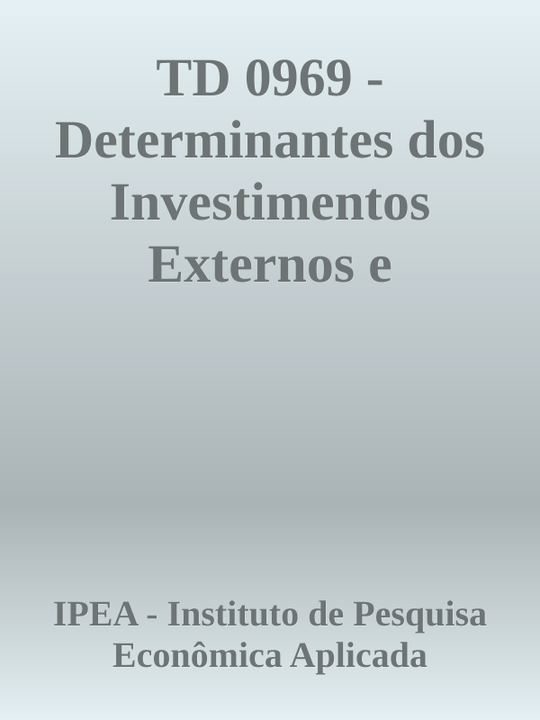 TD 0969 -
Determinantes dos
Investimentos
Externos e
IPEA - Instituto de Pesquisa
Econômica Aplicada